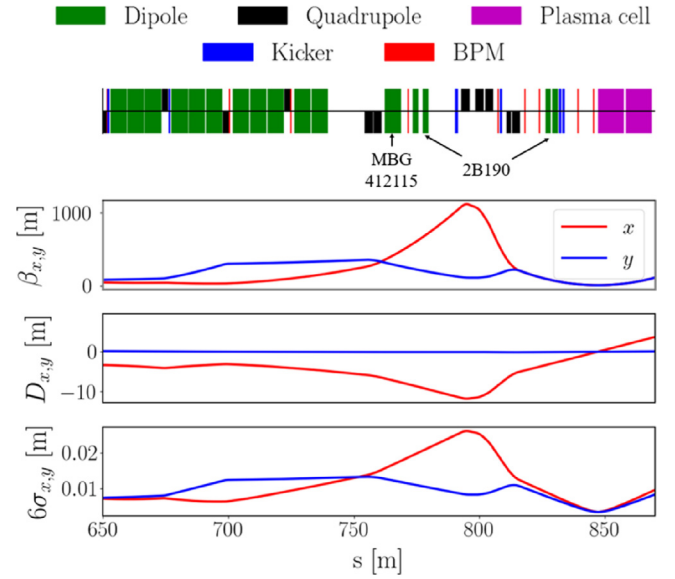 Dipole Quadrupole Plasma cell
Kicker BPM
MBG
412115
2B190
βx,y [m]
1000
0
x
y
Dx,y [m]
0
−10
6σx,y [m]
0.02
0.01
650 700 750 800 850
s [m]